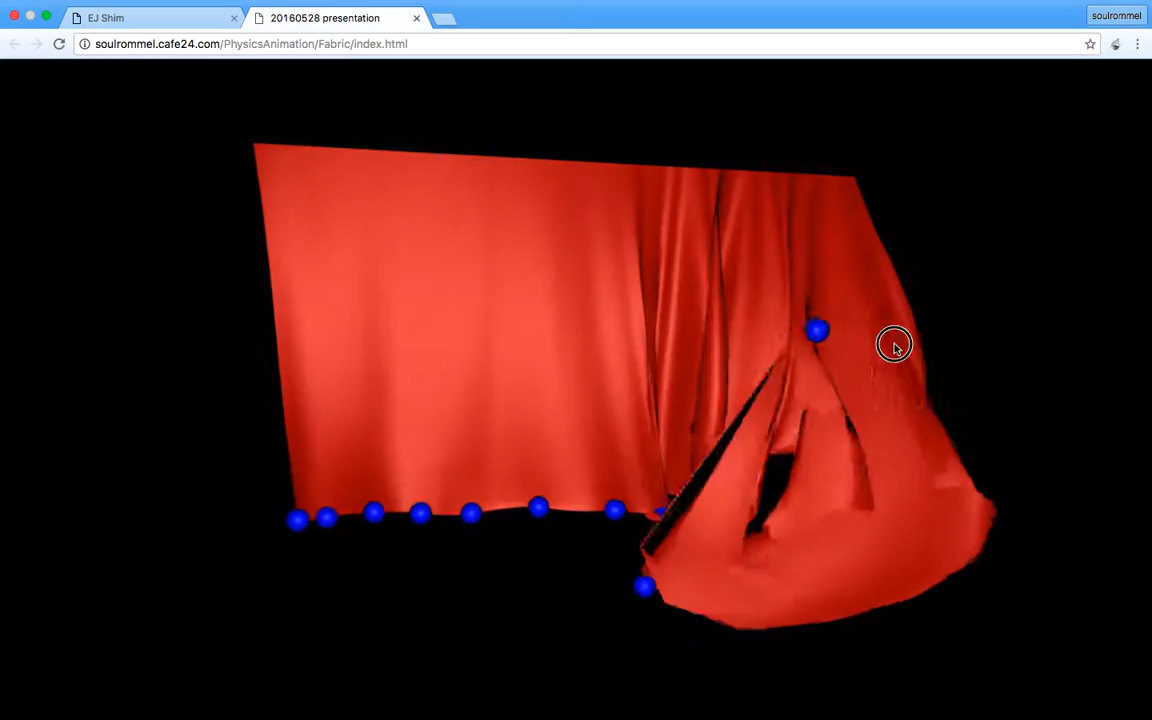 EJ Shim
20160528 presentation
soulrommel
soulrommel.cafe24.com/PhysicsAnimation/Fabric/index.html